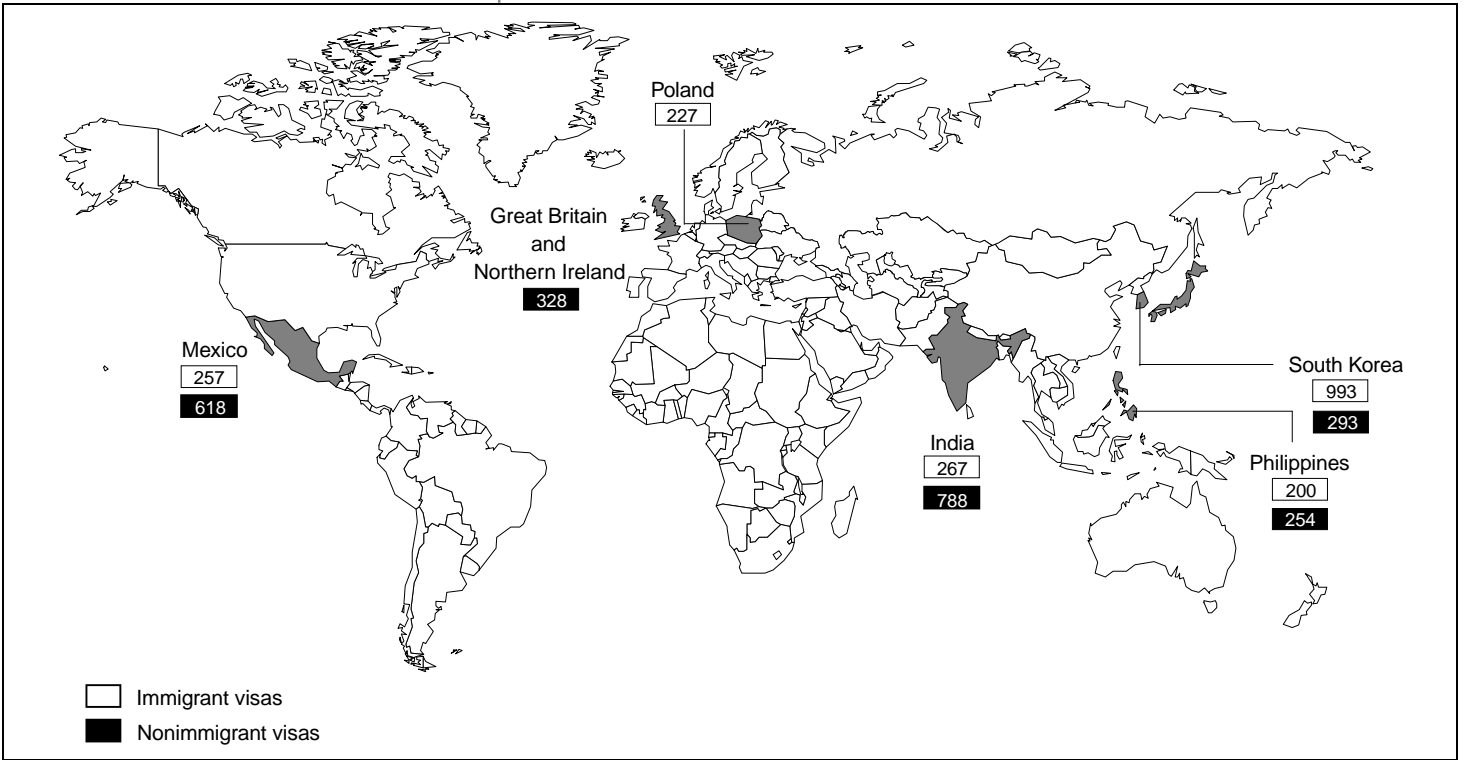 Poland
227
Great Britain
and
Northern Ireland
328
Mexico
257
618
South Korea
993
293
India
267
788
Philippines
200
254
Immigrant visas
Nonimmigrant visas